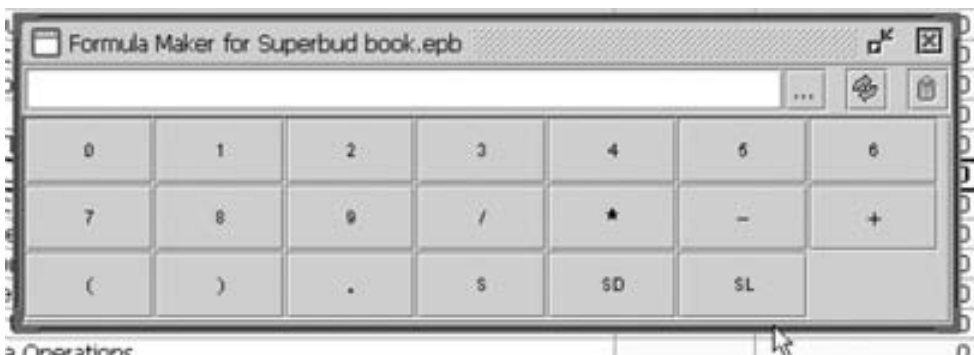 Formula Maker for Superbud book.epb
...
0 1 2 3 4 5 6
7 8 9 / * - +
( ) . S SD SL
a Operations